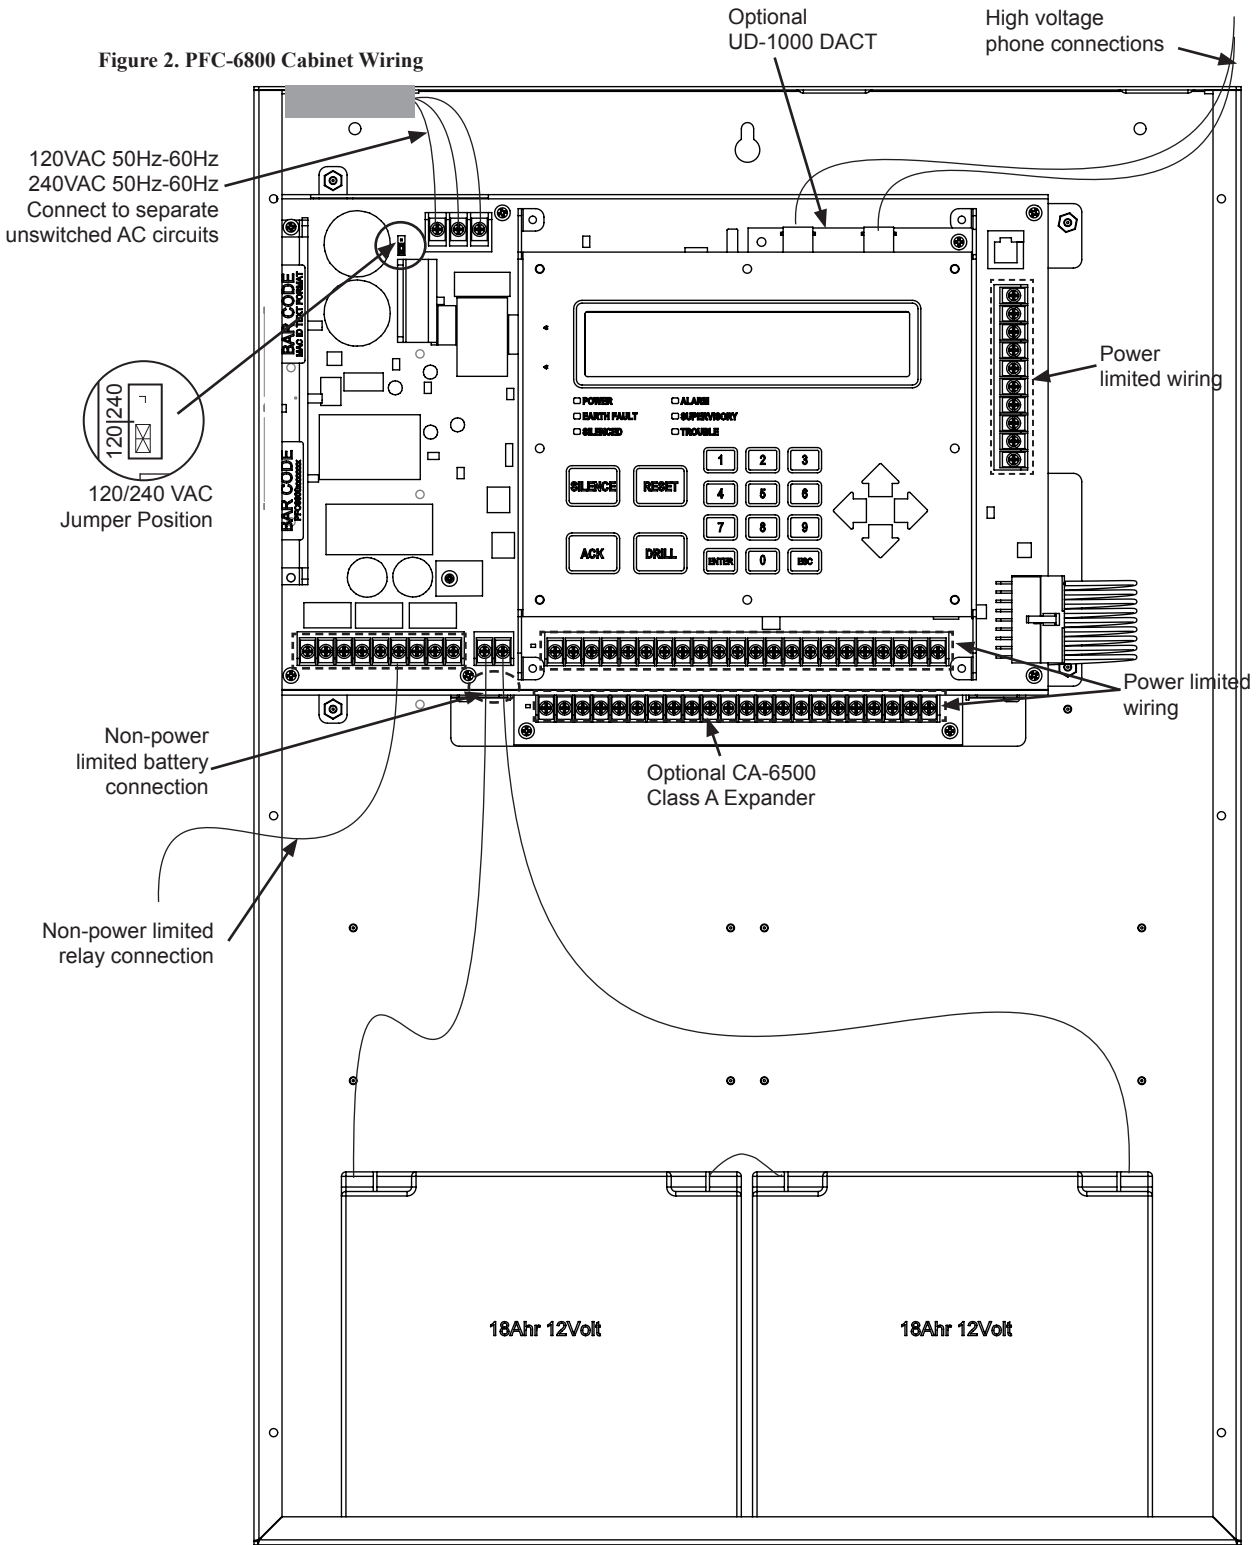 Optional
UD-1000 DACT
High voltage
phone connections
Figure 2. PFC-6800 Cabinet Wiring
120VAC 50Hz-60Hz
240VAC 50Hz-60Hz
Connect to separate
unswitched AC circuits
BAR CODE
MAC ID TEXT FORMAT
120|240
120/240 VAC
Jumper Position
BAR CODE
Power
limited wiring
POWER
EARTH FAULT
SILENCED
ALARM
SUPERVISORY
TROUBLE
SILENCE
RESET
ACK
DRILL
1 2 3
4 5 6
7 8 9
ENTER 0 ESC
Power limited
wiring
Non-power
limited battery
connection
Optional CA-6500
Class A Expander
Non-power limited
relay connection
18Ahr 12Volt
18Ahr 12Volt